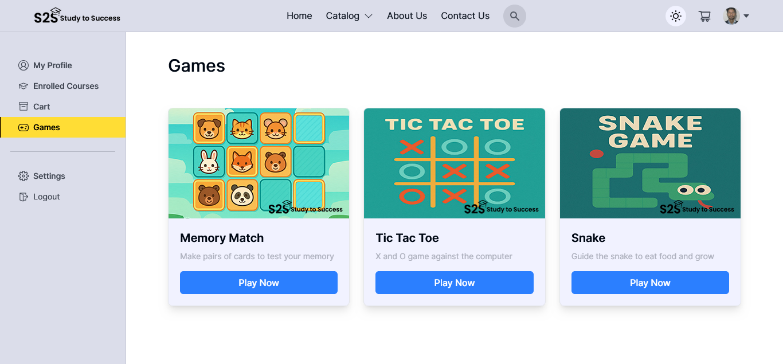 S2S Study to Success
Home Catalog About Us Contact Us
My Profile
Enrolled Courses
Cart
Games
Settings
Logout
Games
S2S Study to Success
Memory Match
Make pairs of cards to test your memory
Play Now
TIC TAC TOE
S2S Study to Success
Tic Tac Toe
X and O game against the computer
Play Now
SNAKE
GAME
S2S Study to Success
Snake
Guide the snake to eat food and grow
Play Now